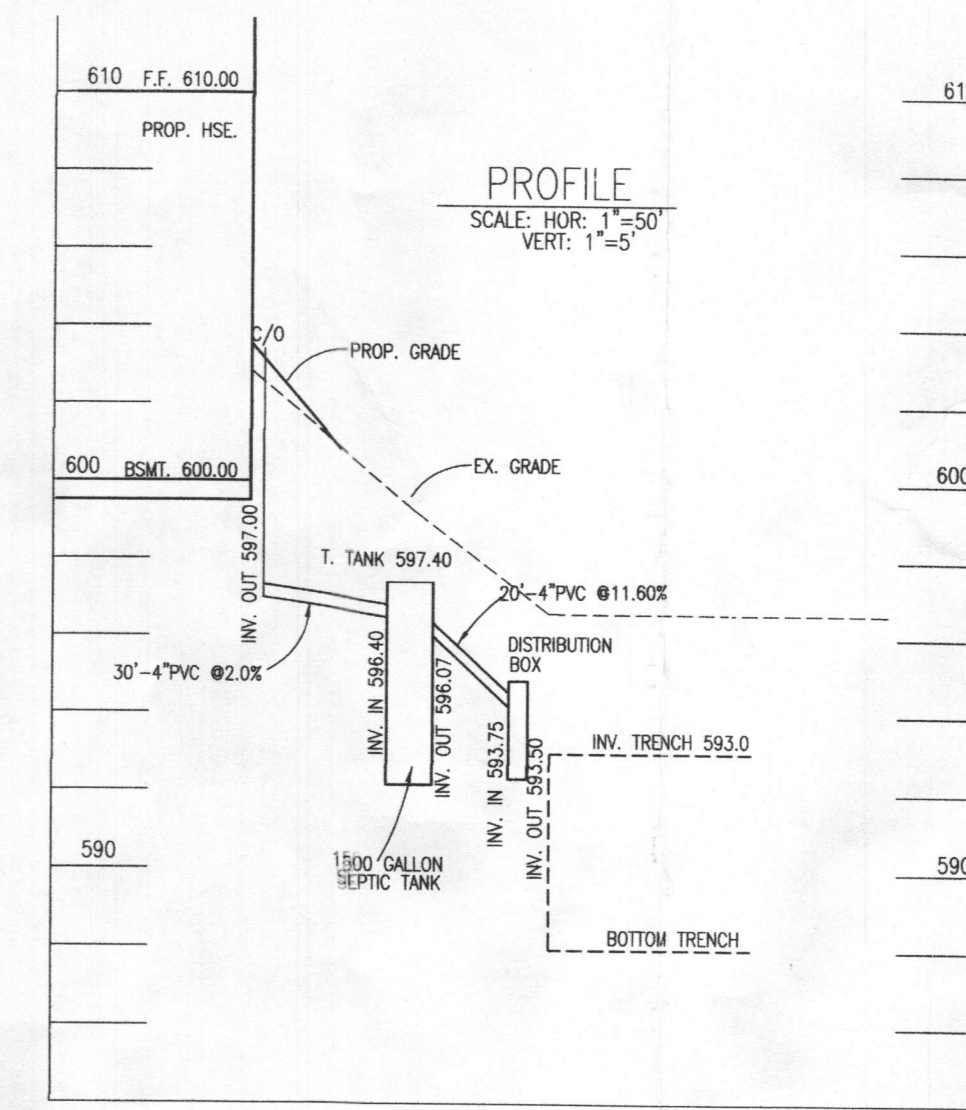 610 F.F. 610.00
61
PROP. HSE.
PROFILE
SCALE: HOR: 1"=50'
VERT: 1"=5'
C/O
PROP. GRADE
EX. GRADE
600 BSMT. 600.00
600
INV. OUT 597.00
T. TANK 597.40
20'-4"PVC @11.60%
DISTRIBUTION
BOX
30'-4"PVC @2.0%
INV. IN 596.40
INV. OUT 596.07
INV. IN 593.75
INV. OUT 593.50
INV. TRENCH 593.0
590
1500 GALLON
SEPTIC TANK
590
BOTTOM TRENCH